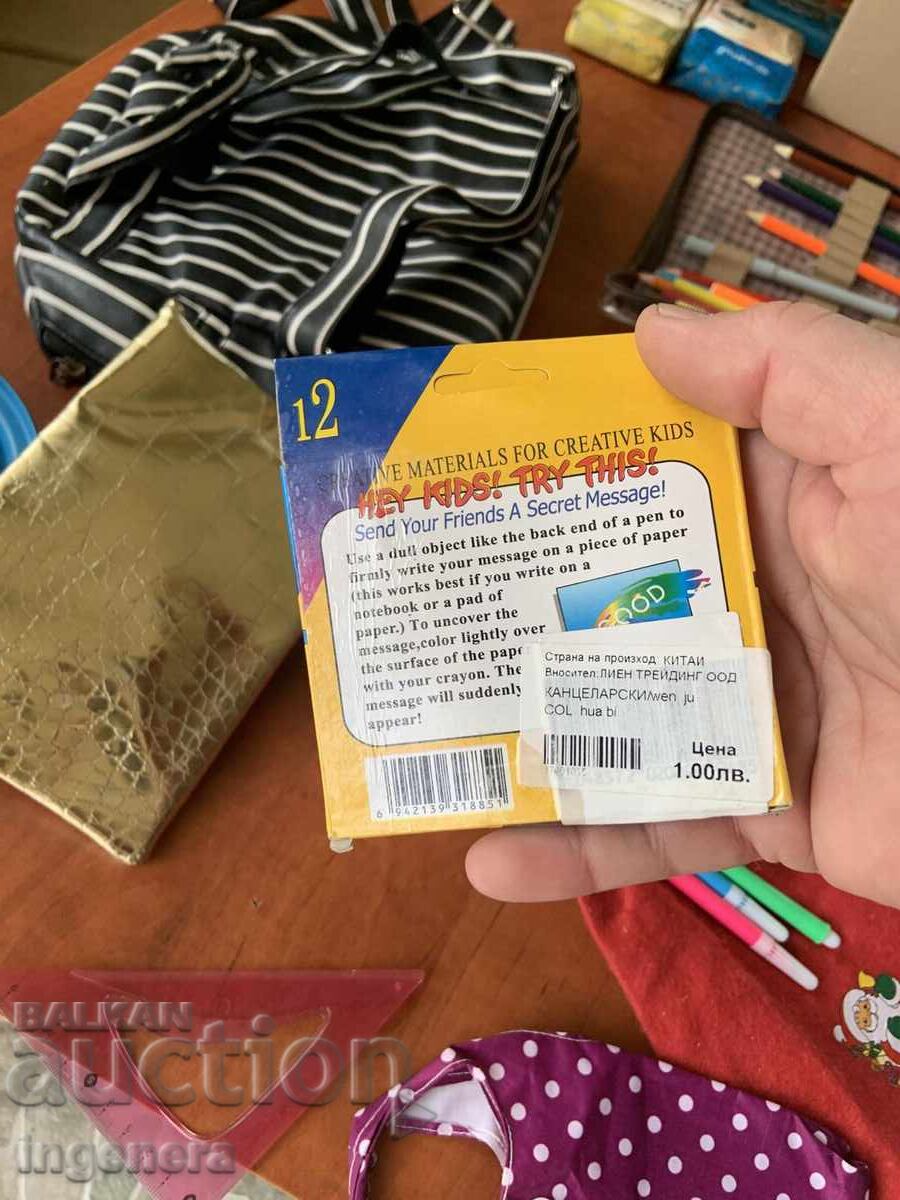 12
CREATIVE MATERIALS FOR CREATIVE KIDS
HEY KIDS! TRY THIS!
Send Your Friends A Secret Message!
Use a dull object like the back end of a pen to
firmly write your message on a piece of paper
(this works best if you write on a
notebook or a pad of
paper.) To uncover the
message,color lightly over
the surface of the pape
with your crayon. The
message will suddenly
appear!
GOOD
Страна на произход: КИТАЙ
Вносител:ЛИЕН ТРЕЙДИНГ ООД
КАНЦЕЛАРСКИ/wen ju
COL hua bi
Цена
1.00лв.
6 942139 318851
BALKAN
auction
ingenera